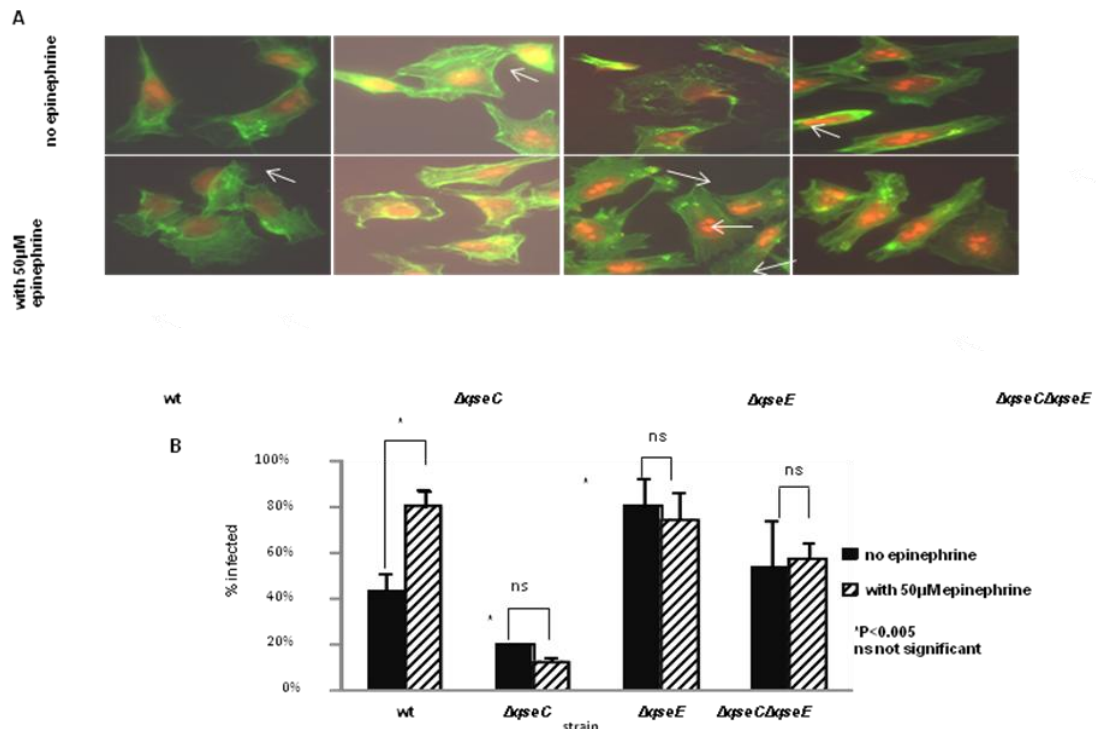 A
no epinephrine
with 50µM
epinephrine
wt
ΔqseC
ΔqseE
ΔqseCΔqseE
B
*
ns
*
ns
*
ns
% infected
100%
80%
60%
40%
20%
0%
no epinephrine
with 50µMepinephrine
*P<0.005
ns not significant
wt
ΔqseC
ΔqseE
ΔqseCΔqseE
strain